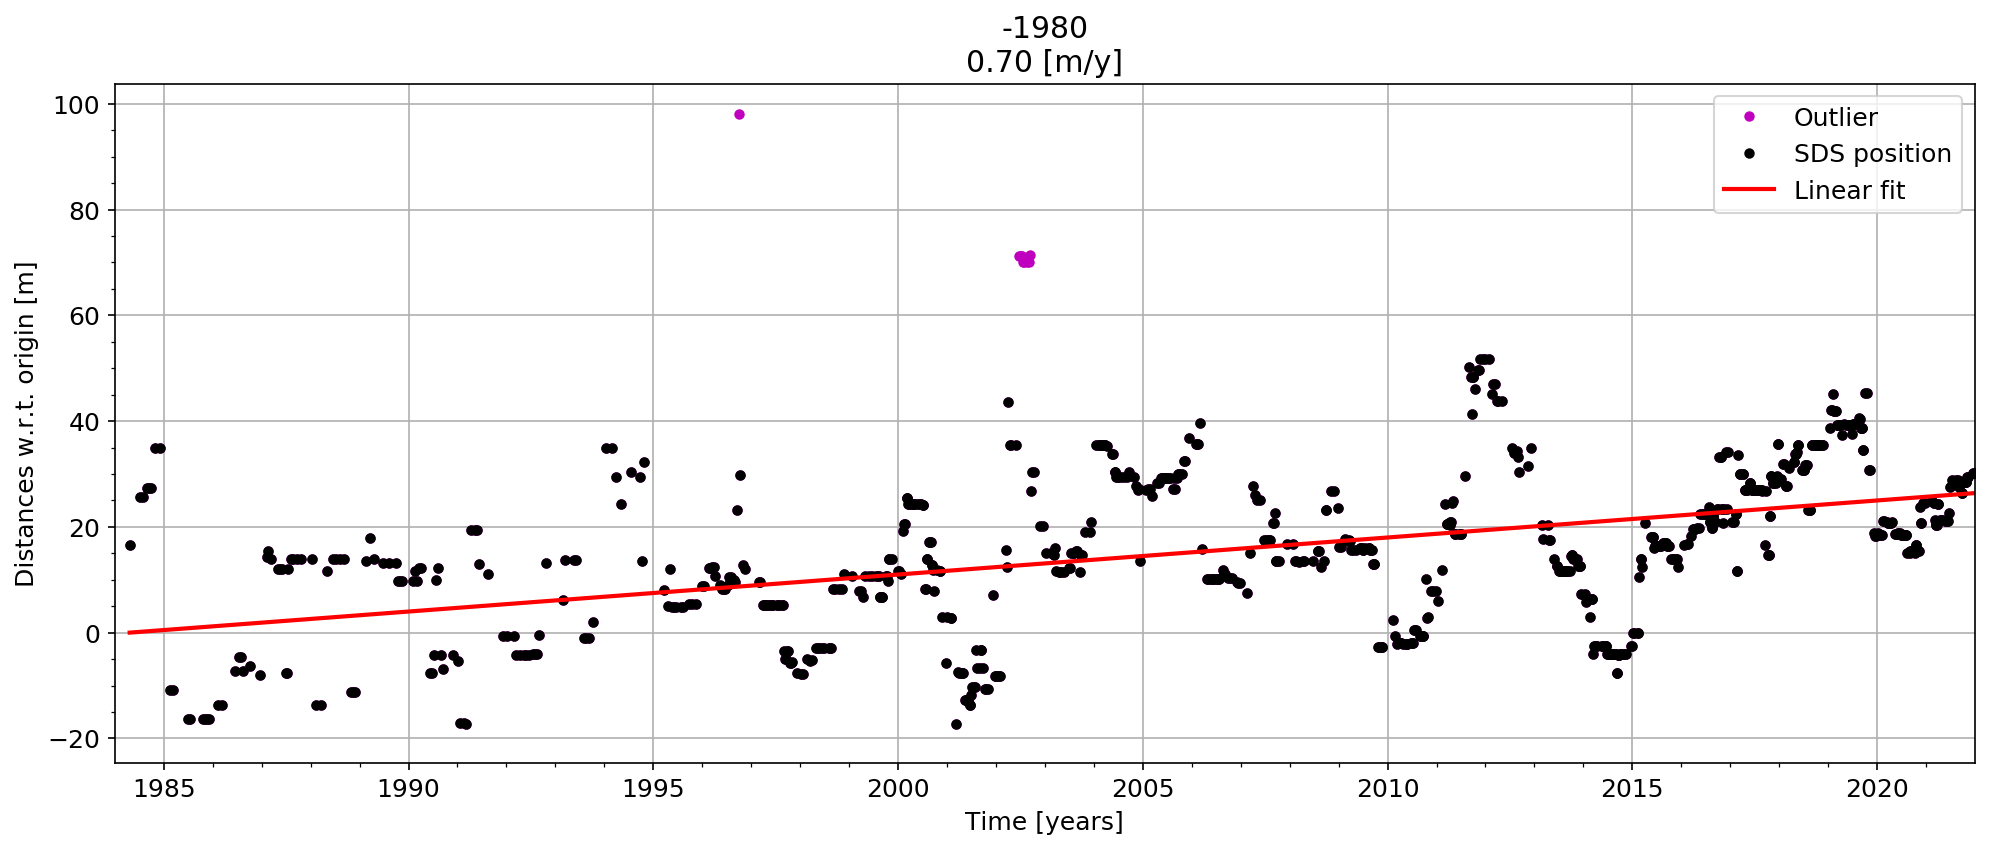 -1980
0.70 [m/y]
Distances w.r.t. origin [m]
100
80
60
40
20
0
−20
Outlier
SDS position
Linear fit
1985 1990 1995 2000 2005 2010 2015 2020
Time [years]